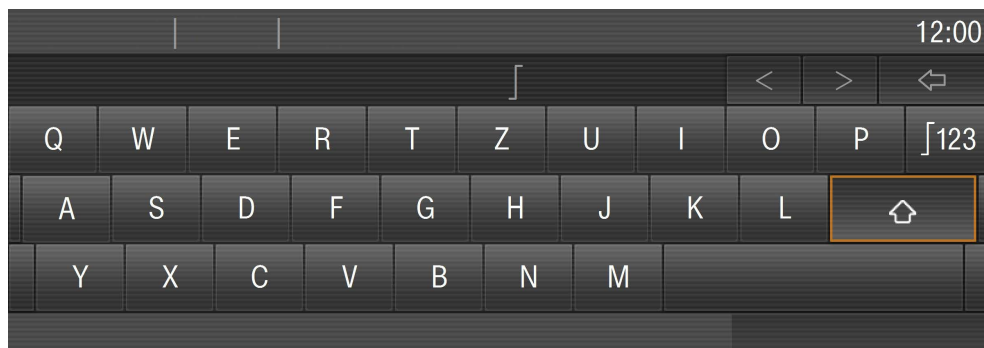 12:00
< >
Q W E R T Z U I O P 123
A S D F G H J K L
Y X C V B N M